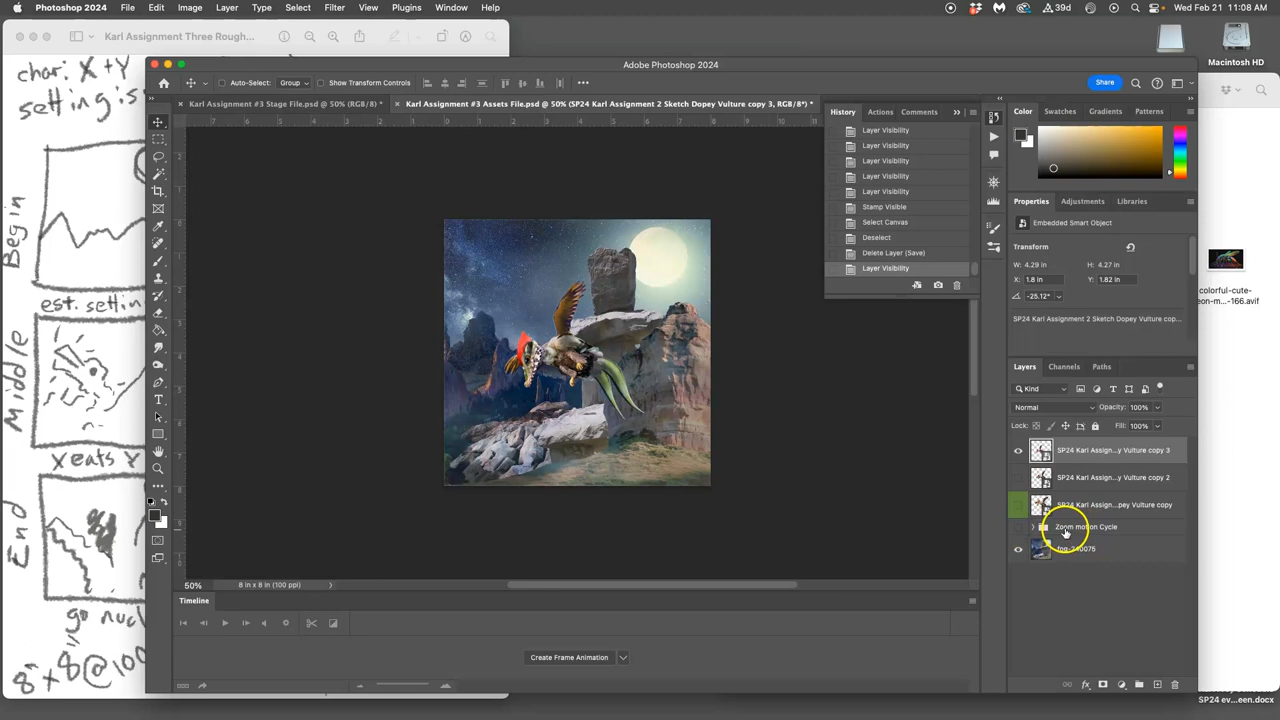 Photoshop 2024 File Edit Image Layer Type Select Filter View Plugins Window Help 39d Wed Feb 21 11:08 AM
Karl Assignment Three Rough...
Macintosh HD
char: X + Y
setting is
Begin
est. settin
Middle
X eats Y
End
go nucl
8" x 8" @ 100
Adobe Photoshop 2024
Auto-Select: Group Show Transform Controls Share
Karl Assignment #3 Stage File.psd @ 50% (RGB/8) *
Karl Assignment #3 Assets File.psd @ 50% (SP24 Karl Assignment 2 Sketch Dopey Vulture copy 3, RGB/8*) *
History Actions Comments
Layer Visibility
Layer Visibility
Layer Visibility
Layer Visibility
Layer Visibility
Stamp Visible
Select Canvas
Deselect
Delete Layer (Save)
Layer Visibility
Color Swatches Gradients Patterns
Properties Adjustments Libraries
Embedded Smart Object
Transform
W: 4.29 in H: 4.27 in
X: 1.8 in Y: 1.82 in
-25.12°
SP24 Karl Assignment 2 Sketch Dopey Vulture cop...
Layers Channels Paths
Kind
Normal Opacity: 100%
Lock: Fill: 100%
SP24 Karl Assign...y Vulture copy 3
SP24 Karl Assign...y Vulture copy 2
SP24 Karl Assign...pey Vulture copy
Zoom motion Cycle
50% 8 in x 8 in (100 ppi)
Timeline
Create Frame Animation
colorful-cute-
eon-m...-166.avif
SP24 ev...een.docx